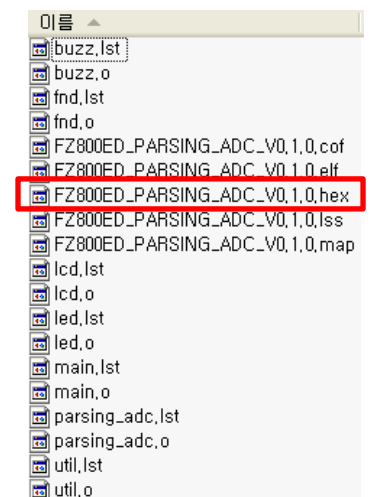 이름
buzz.lst
buzz.o
fnd.lst
fnd.o
FZ800ED_PARSING_ADC_V0.1.0.cof
FZ800ED_PARSING_ADC_V0.1.0.elf
FZ800ED_PARSING_ADC_V0.1.0.hex
FZ800ED_PARSING_ADC_V0.1.0.lss
FZ800ED_PARSING_ADC_V0.1.0.map
lcd.lst
lcd.o
led.lst
led.o
main.lst
main.o
parsing_adc.lst
parsing_adc.o
util.lst
util.o